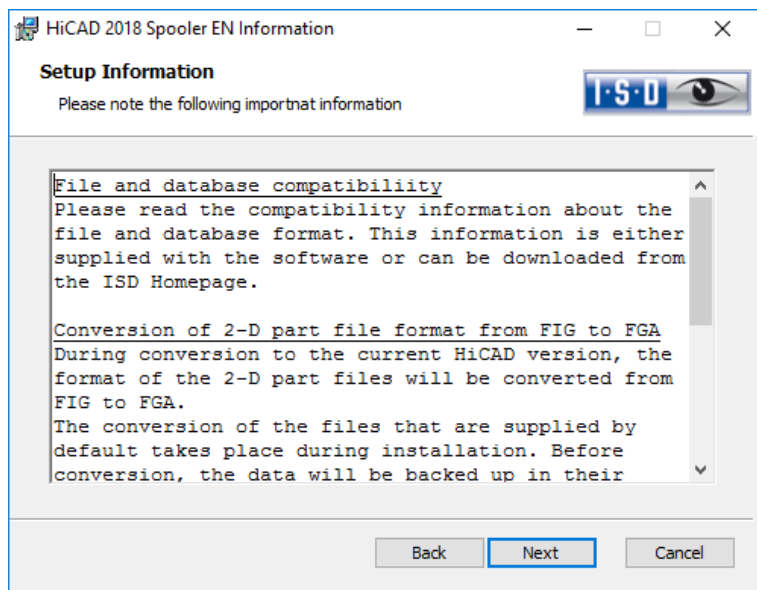 HiCAD 2018 Spooler EN Information
Setup Information
Please note the following importnat information
I·S·D
File and database compatibiliity
Please read the compatibility information about the
file and database format. This information is either
supplied with the software or can be downloaded from
the ISD Homepage.
Conversion of 2-D part file format from FIG to FGA
During conversion to the current HiCAD version, the
format of the 2-D part files will be converted from
FIG to FGA.
The conversion of the files that are supplied by
default takes place during installation. Before
conversion, the data will be backed up in their
Back
Next
Cancel